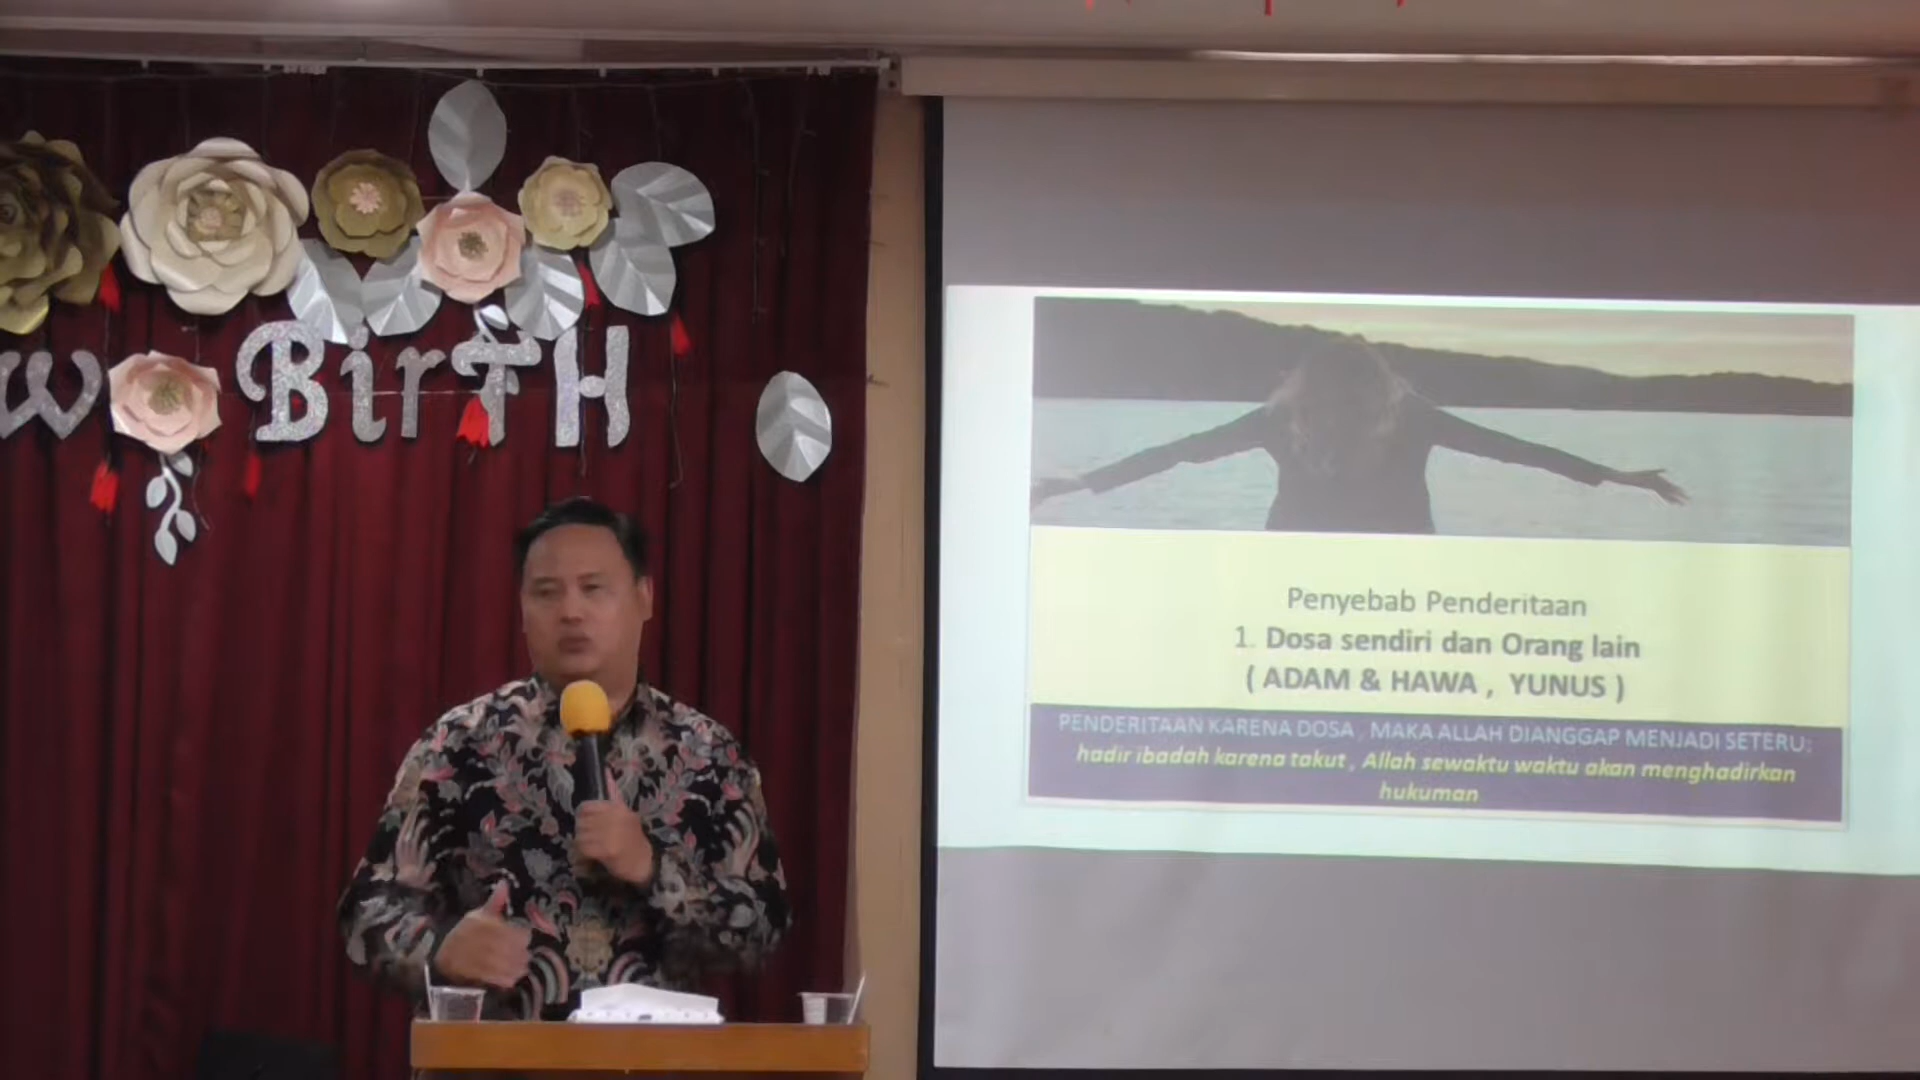 w BirTH
Penyebab Penderitaan
1. Dosa sendiri dan Orang lain
( ADAM & HAWA , YUNUS )
PENDERITAAN KARENA DOSA , MAKA ALLAH DIANGGAP MENJADI SETERU;
hadir ibadah karena takut , Allah sewaktu waktu akan menghadirkan
hukuman